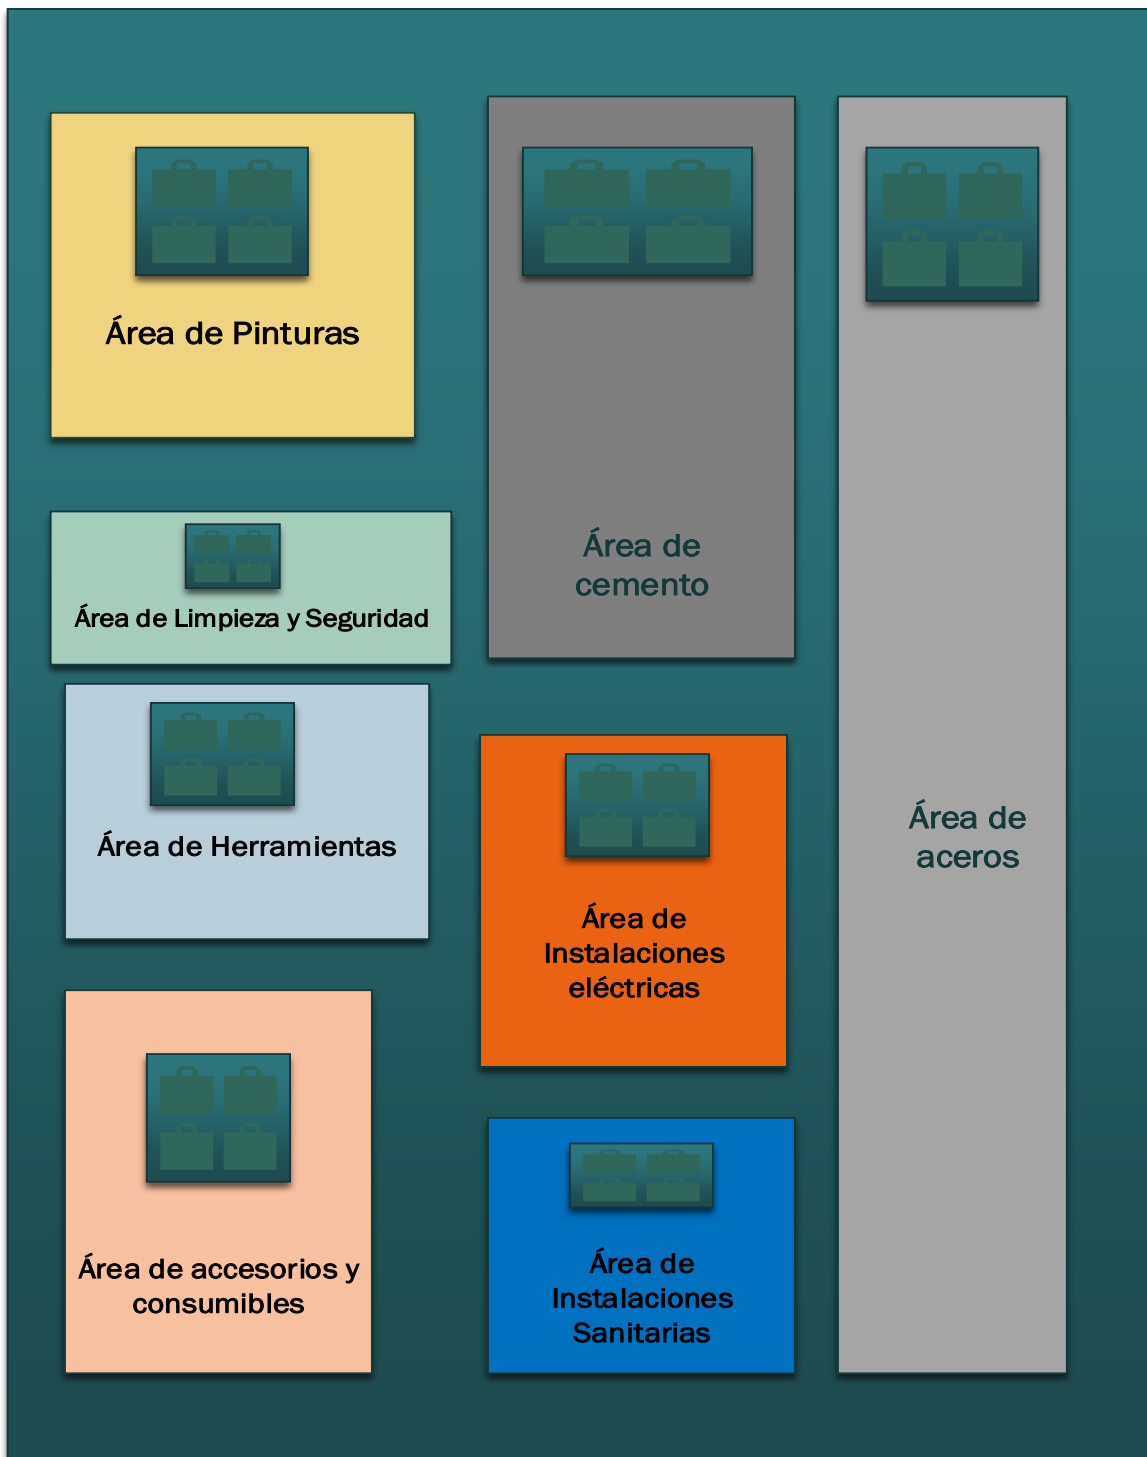 Área de Pinturas
Área de Limpieza y Seguridad
Área de Herramientas
Área de accesorios y
consumibles
Área de
cemento
Área de
Instalaciones
eléctricas
Área de
Instalaciones
Sanitarias
Área de
aceros